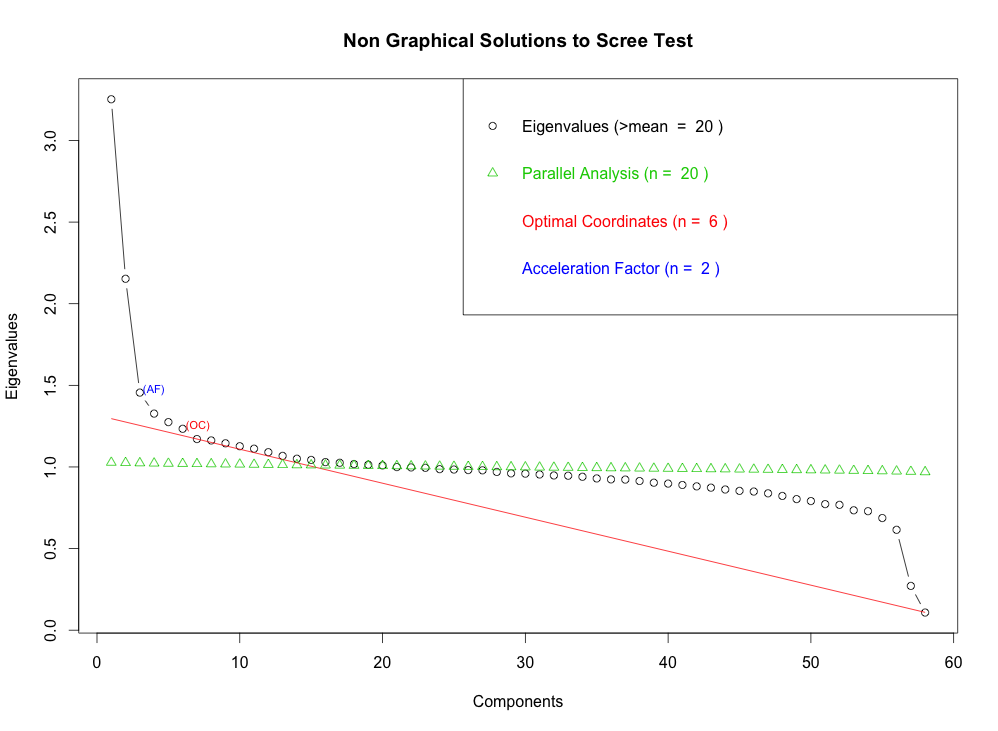 Non Graphical Solutions to Scree Test
Eigenvalues (>mean  =  20 )
Parallel Analysis (n =  20 )
Optimal Coordinates (n =  6 )
Acceleration Factor (n =  2 )
(AF)
(OC)
Eigenvalues
3.0
2.5
2.0
1.5
1.0
0.5
0.0
0 10 20 30 40 50 60
Components